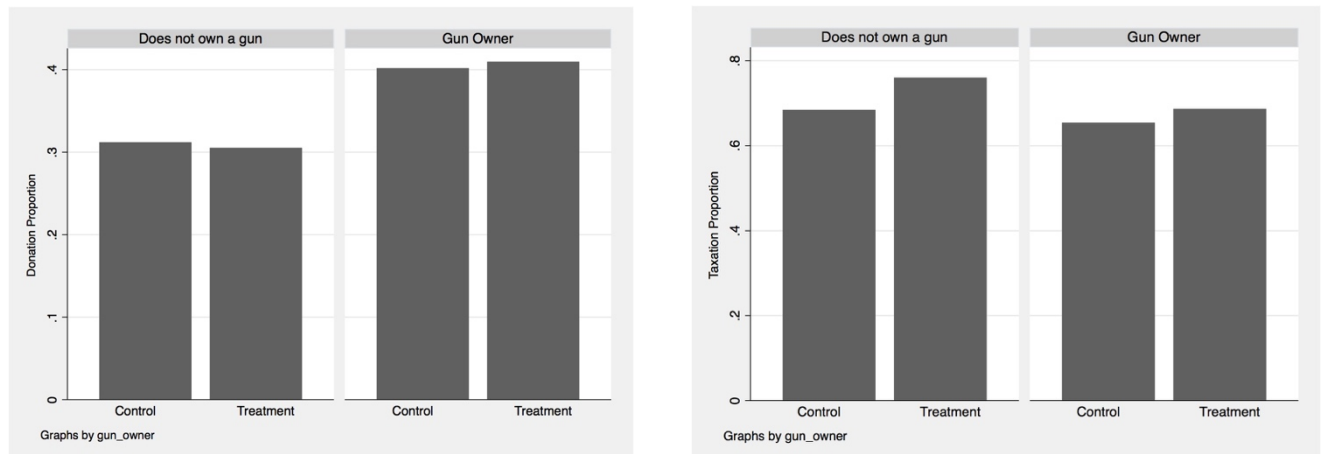 Does not own a gun
Gun Owner
Donation Proportion
.4
.3
.2
.1
0
Control
Treatment
Control
Treatment
Graphs by gun_owner
Does not own a gun
Gun Owner
Taxation Proportion
.8
.6
.4
.2
0
Control
Treatment
Control
Treatment
Graphs by gun_owner